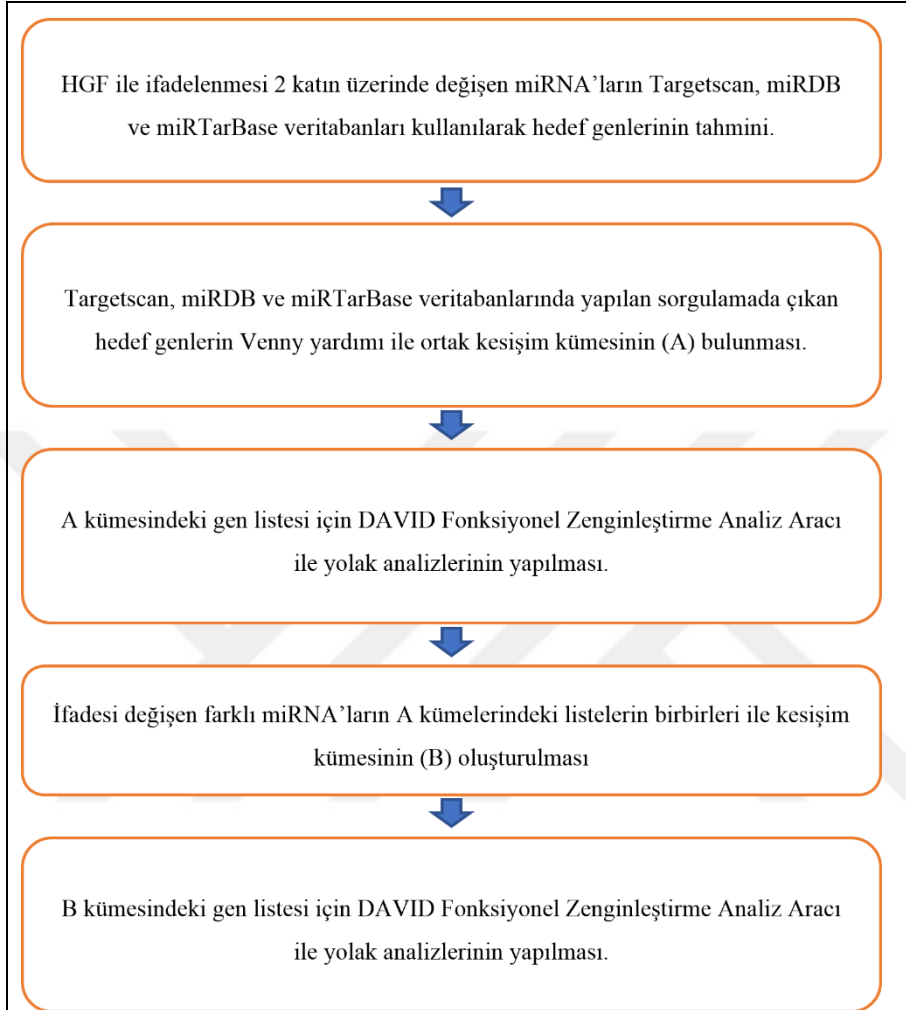 HGF ile ifadelenmesi 2 katın üzerinde değişen miRNA’ların Targetscan, miRDB
ve miRTarBase veritabanları kullanılarak hedef genlerinin tahmini.
Targetscan, miRDB ve miRTarBase veritabanlarında yapılan sorgulamada çıkan
hedef genlerin Venny yardımı ile ortak kesişim kümesinin (A) bulunması.
A kümesindeki gen listesi için DAVID Fonksiyonel Zenginleştirme Analiz Aracı
ile yolak analizlerinin yapılması.
İfadesi değişen farklı miRNA’ların A kümelerindeki listelerin birbirleri ile kesişim
kümesinin (B) oluşturulması
B kümesindeki gen listesi için DAVID Fonksiyonel Zenginleştirme Analiz Aracı
ile yolak analizlerinin yapılması.